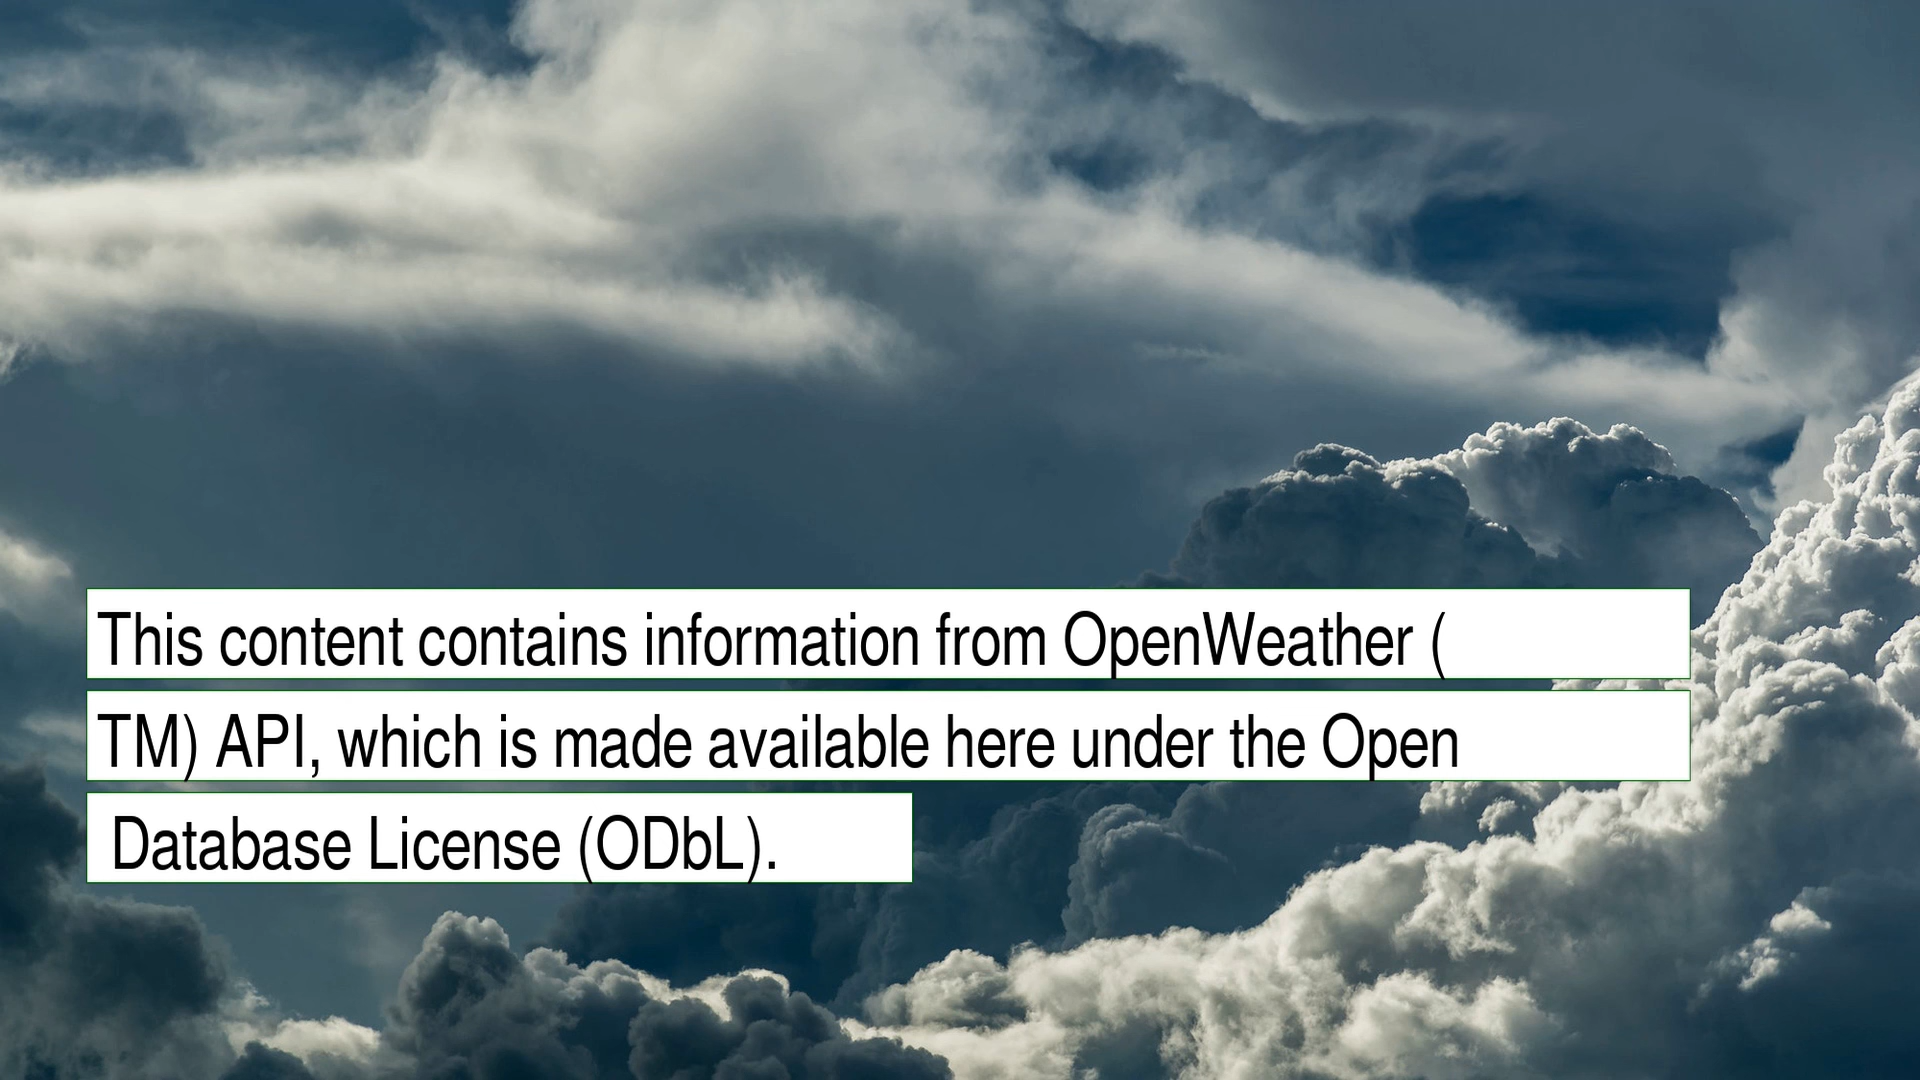 This content contains information from OpenWeather (
TM) API, which is made available here under the Open
Database License (ODbL).